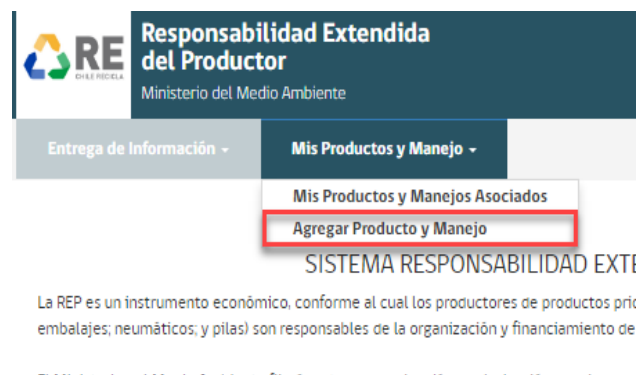 RE
CHILE RECICLA
Responsabilidad Extendida
del Productor
Ministerio del Medio Ambiente
Entrega de Información
Mis Productos y Manejo
Mis Productos y Manejos Asociados
Agregar Producto y Manejo
SISTEMA RESPONSABILIDAD EXTE
La REP es un instrumento económico, conforme al cual los productores de productos pri
embalajes; neumáticos; y pilas) son responsables de la organización y financiamiento de